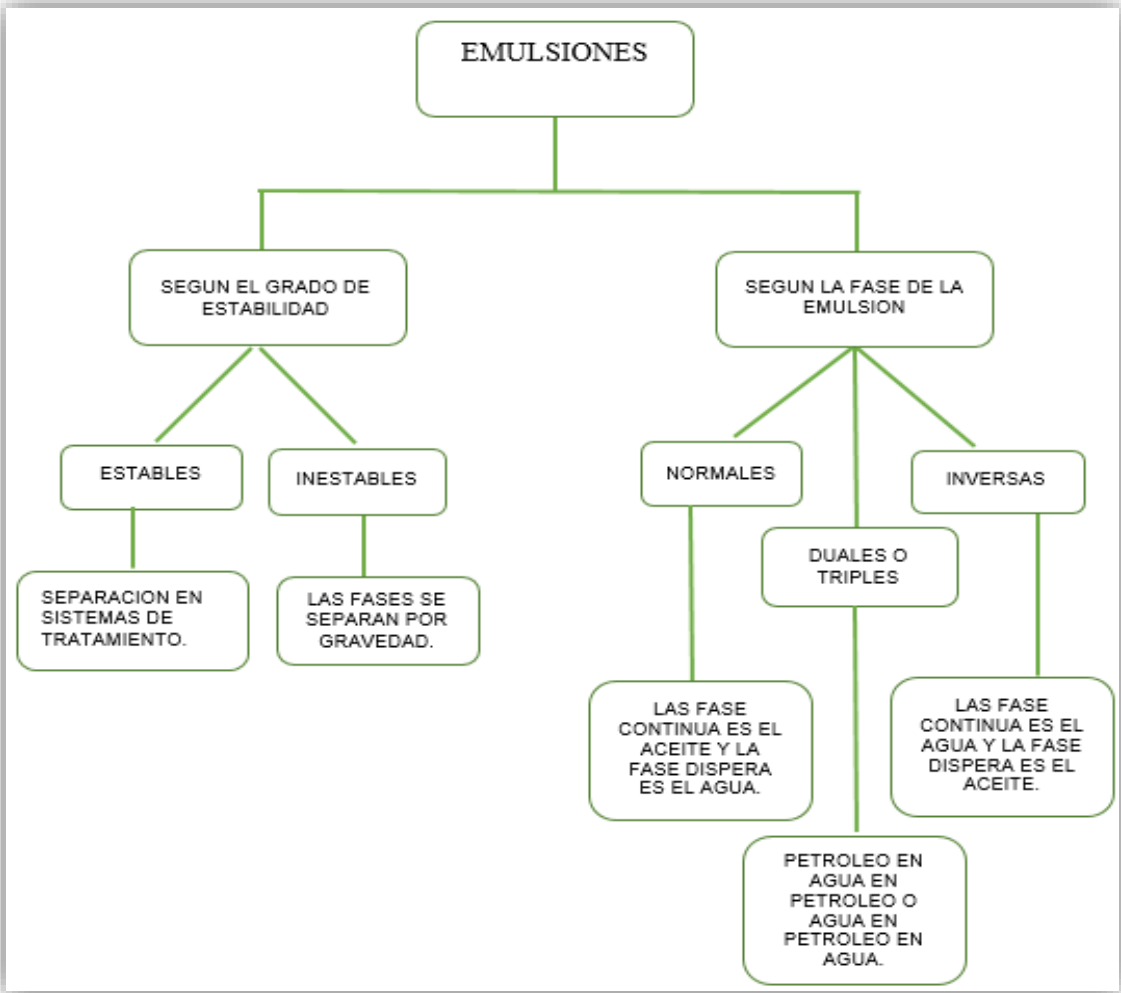 EMULSIONES
SEGUN EL GRADO DE
ESTABILIDAD
SEGUN LA FASE DE LA
EMULSION
ESTABLES
INESTABLES
NORMALES
INVERSAS
DUALES O
TRIPLES
SEPARACION EN
SISTEMAS DE
TRATAMIENTO.
LAS FASES SE
SEPARAN POR
GRAVEDAD.
LAS FASE
CONTINUA ES EL
ACEITE Y LA
FASE DISPERA
ES EL AGUA.
LAS FASE
CONTINUA ES EL
AGUA Y LA FASE
DISPERA ES EL
ACEITE.
PETROLEO EN
AGUA EN
PETROLEO O
AGUA EN
PETROLEO EN
AGUA.